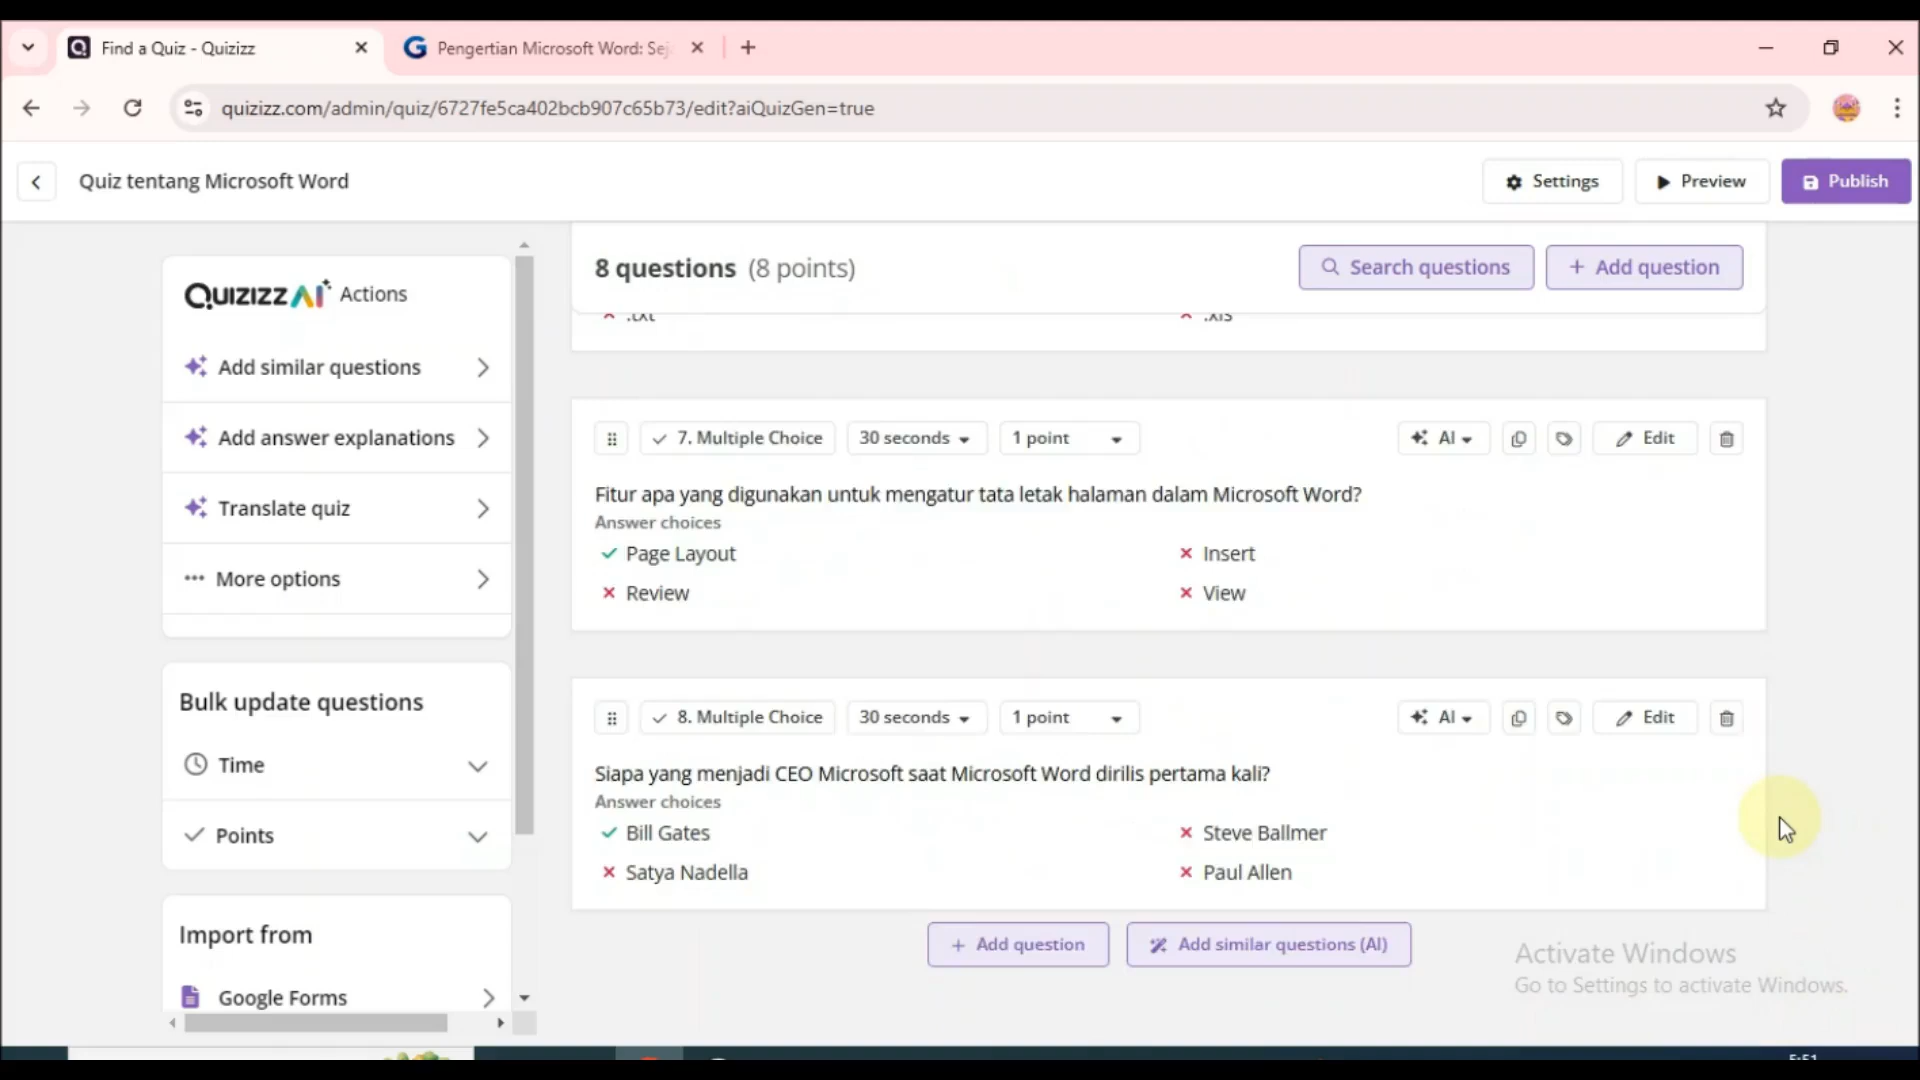 Find a Quiz - Quizizz
Pengertian Microsoft Word: Sej
quizizz.com/admin/quiz/6727fe5ca402bcb907c65b73/edit?aiQuizGen=true
Quiz tentang Microsoft Word
Settings
Preview
Publish
8 questions (8 points)
Search questions
Add question
QUIZIZZ AI Actions
.txt
.xls
Add similar questions
Add answer explanations
Translate quiz
More options
7. Multiple Choice
30 seconds
1 point
AI
Edit
Fitur apa yang digunakan untuk mengatur tata letak halaman dalam Microsoft Word?
Answer choices
Page Layout
Insert
Review
View
Bulk update questions
Time
Points
8. Multiple Choice
30 seconds
1 point
AI
Edit
Siapa yang menjadi CEO Microsoft saat Microsoft Word dirilis pertama kali?
Answer choices
Bill Gates
Steve Ballmer
Satya Nadella
Paul Allen
Import from
Google Forms
Add question
Add similar questions (AI)
Activate Windows
Go to Settings to activate Windows.
5:51